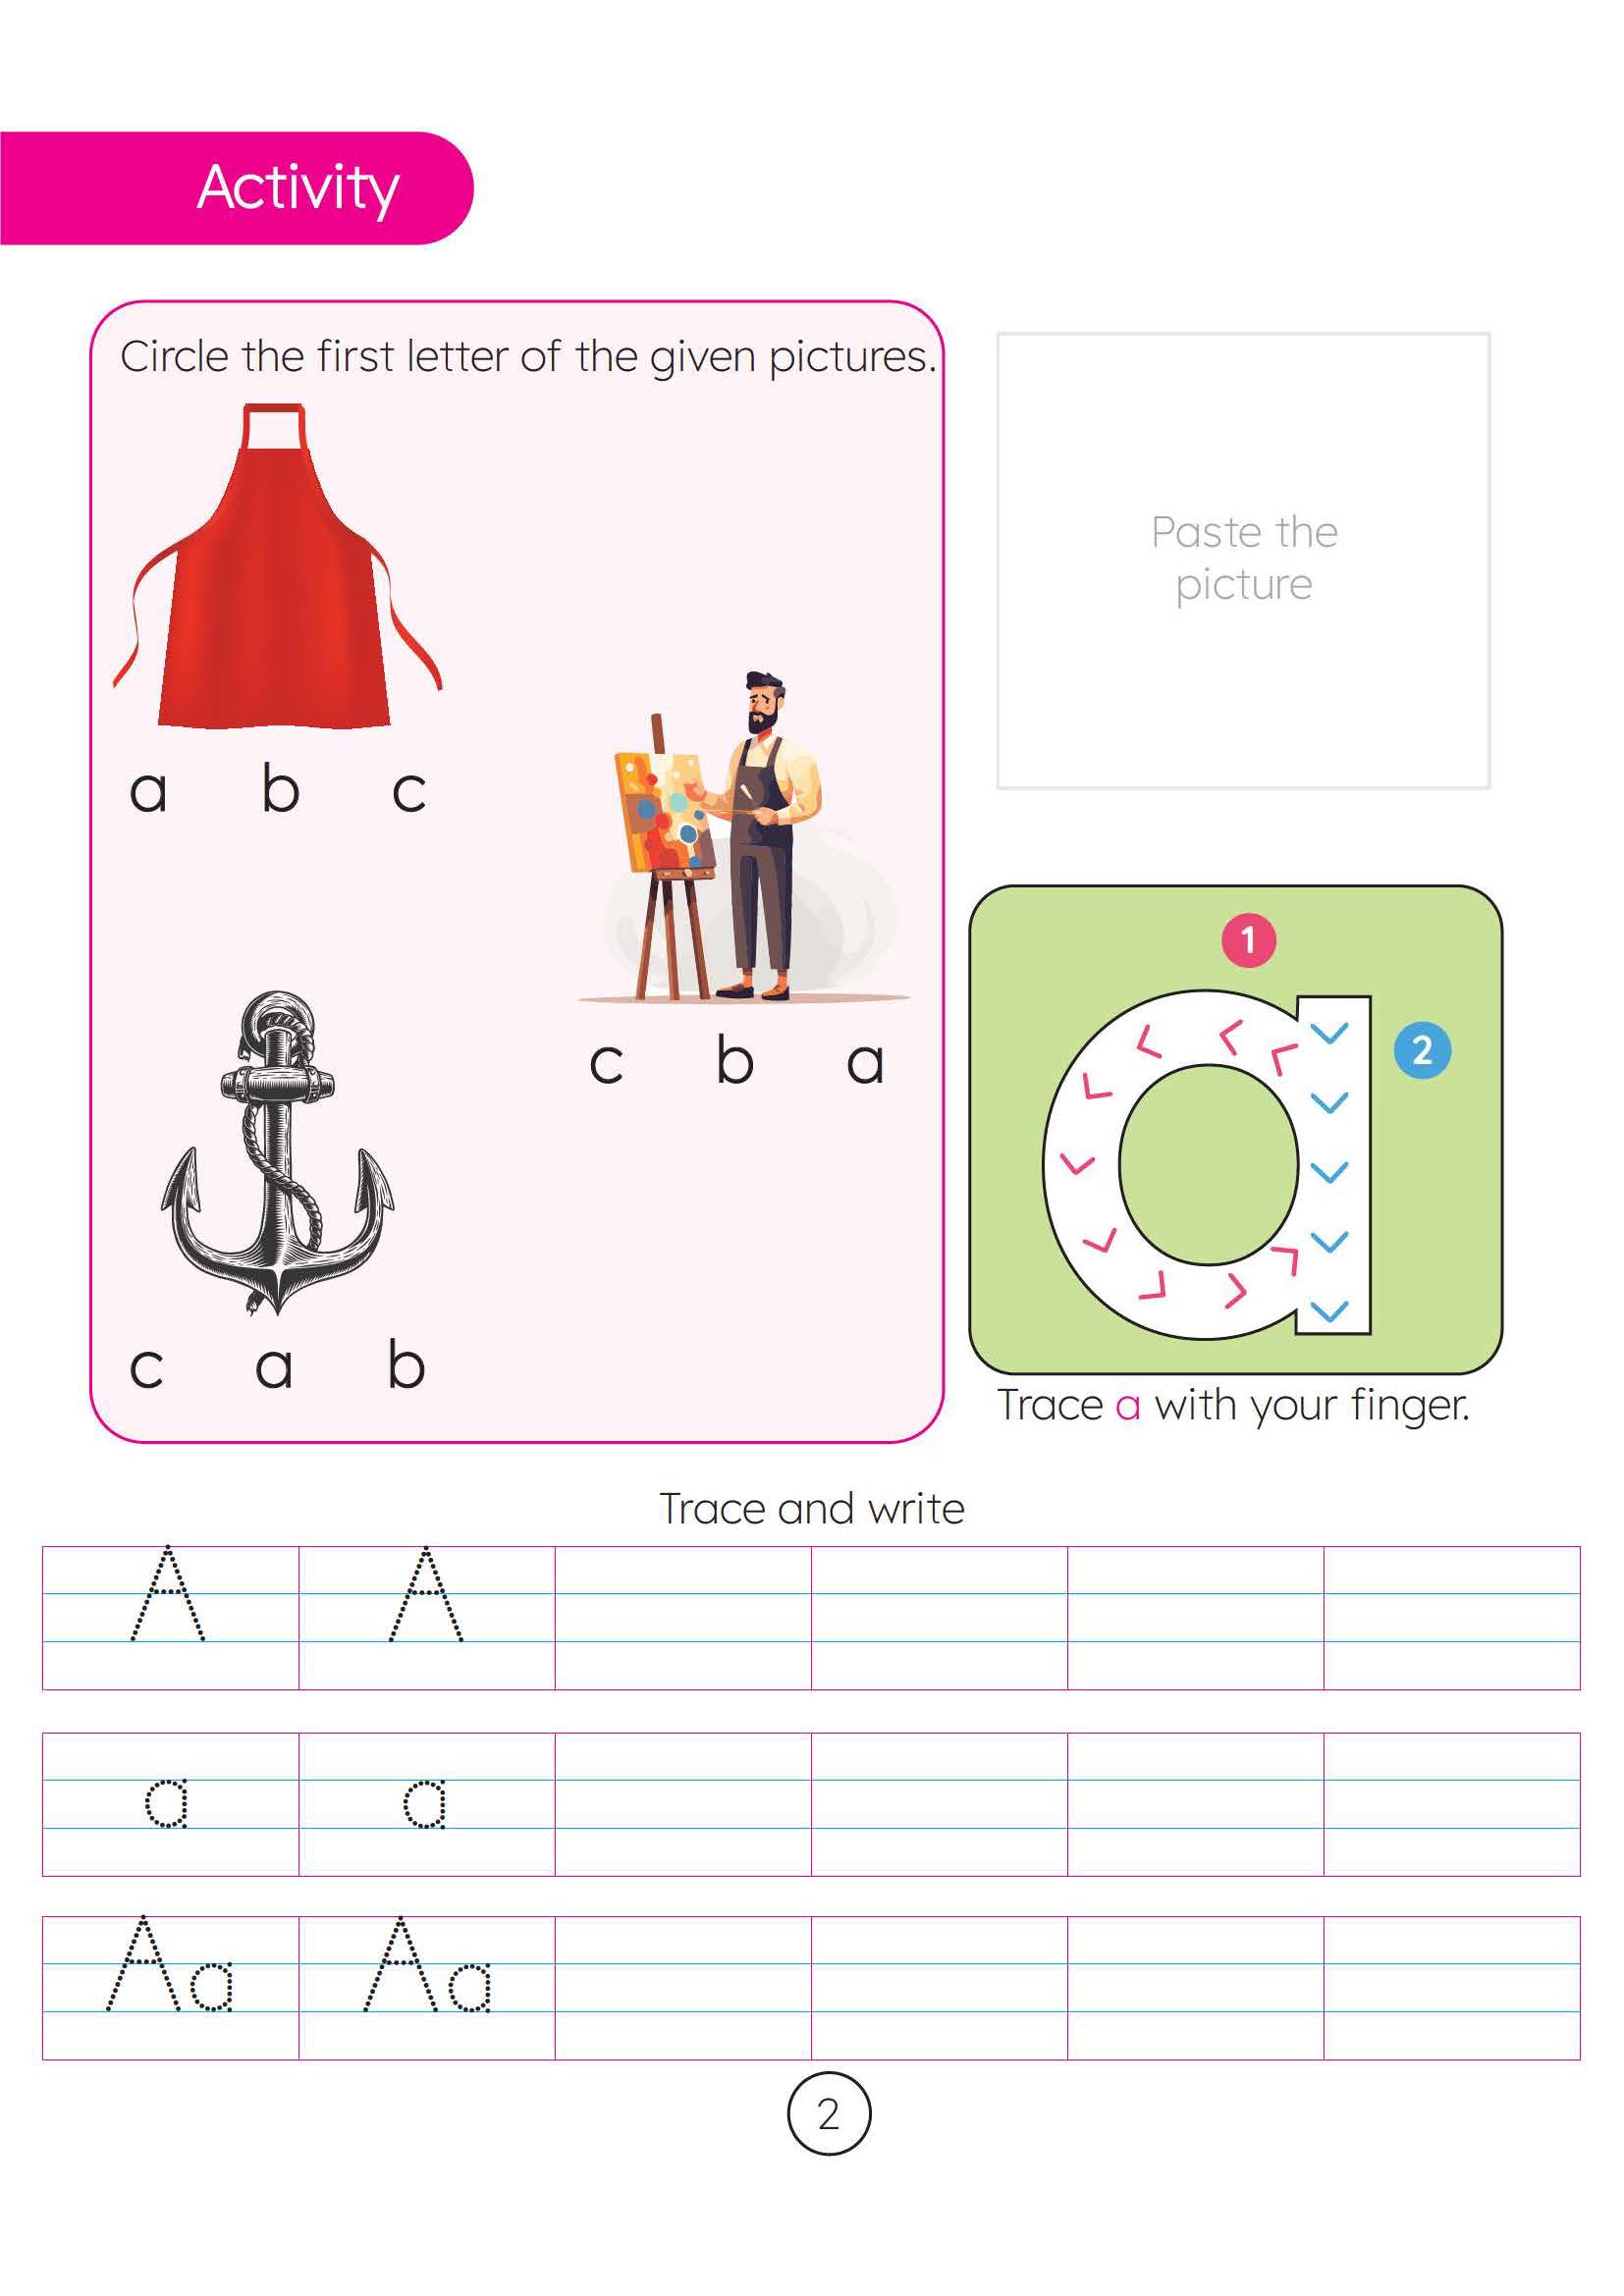 Activity
Circle the first letter of the given pictures.
a b c
c b a
c a b
Paste the
picture
1
2
Trace a with your finger.
Trace and write
A A
a a
Aa Aa
2